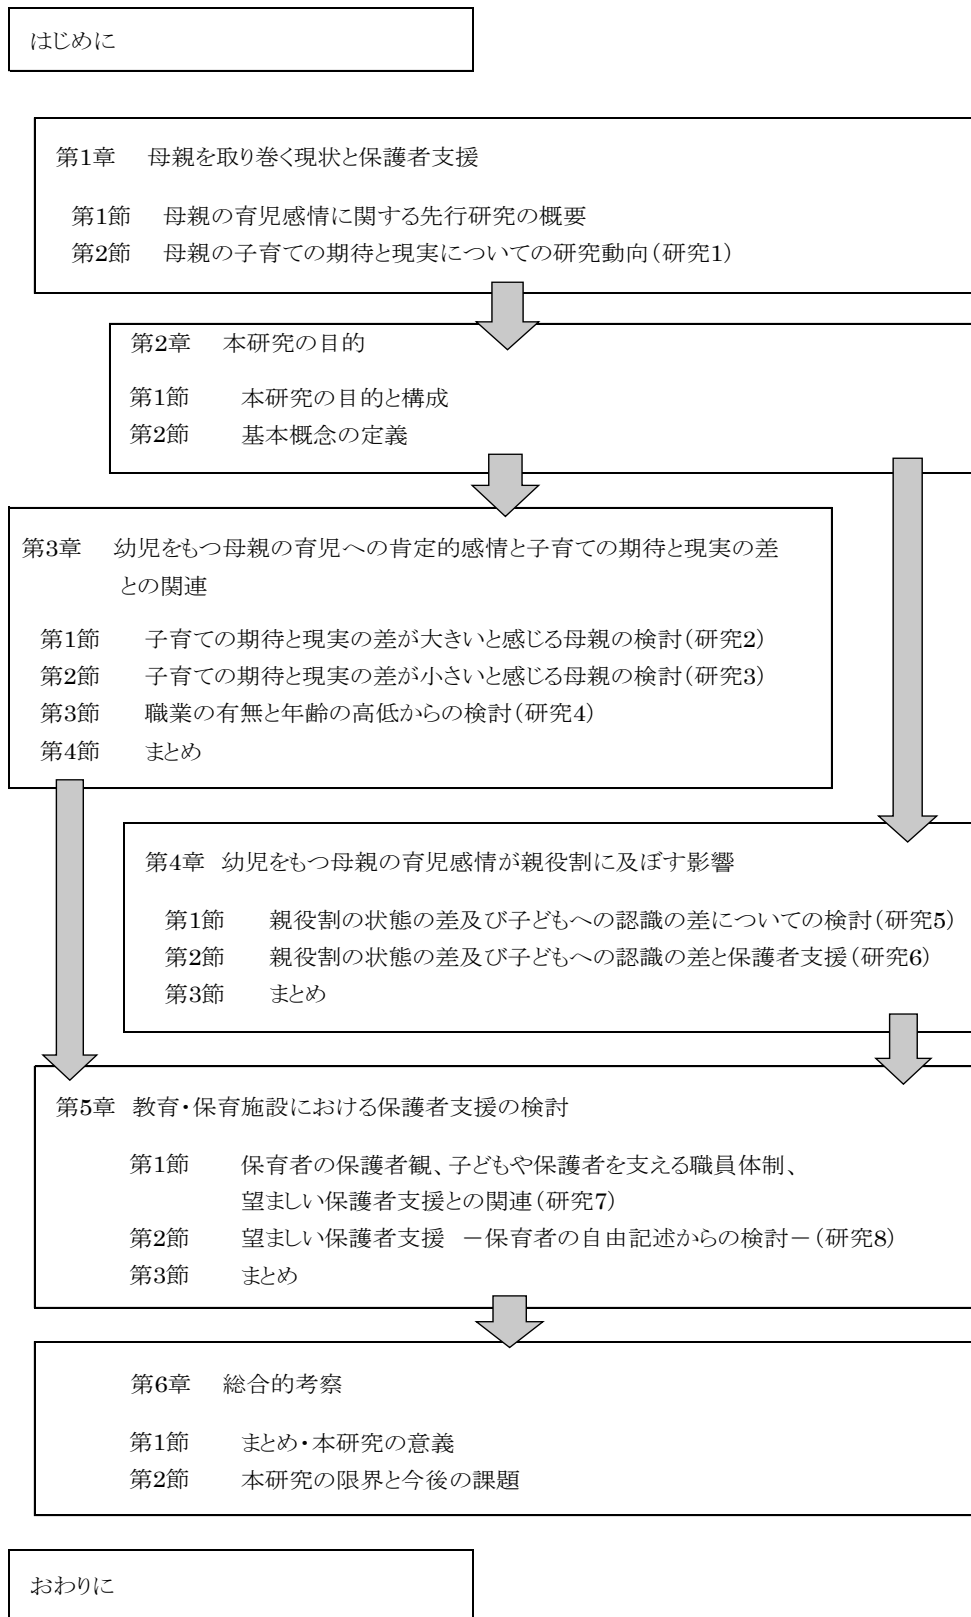 はじめに
第1章　母親を取り巻く現状と保護者支援
第1節　母親の育児感情に関する先行研究の概要
第2節　母親の子育ての期待と現実についての研究動向(研究1)
第2章　本研究の目的
第1節　本研究の目的と構成
第2節　基本概念の定義
第3章　幼児をもつ母親の育児への肯定的感情と子育ての期待と現実の差
との関連
第1節　子育ての期待と現実の差が大きいと感じる母親の検討(研究2)
第2節　子育ての期待と現実の差が小さいと感じる母親の検討(研究3)
第3節　職業の有無と年齢の高低からの検討(研究4)
第4節　まとめ
第4章　幼児をもつ母親の育児感情が親役割に及ぼす影響
第1節　親役割の状態の差及び子どもへの認識の差についての検討(研究5)
第2節　親役割の状態の差及び子どもへの認識の差と保護者支援(研究6)
第3節　まとめ
第5章　教育・保育施設における保護者支援の検討
第1節　保育者の保護者観、子どもや保護者を支える職員体制、
望ましい保護者支援との関連(研究7)
第2節　望ましい保護者支援　－保育者の自由記述からの検討－(研究8)
第3節　まとめ
第6章　総合的考察
第1節　まとめ・本研究の意義
第2節　本研究の限界と今後の課題
おわりに